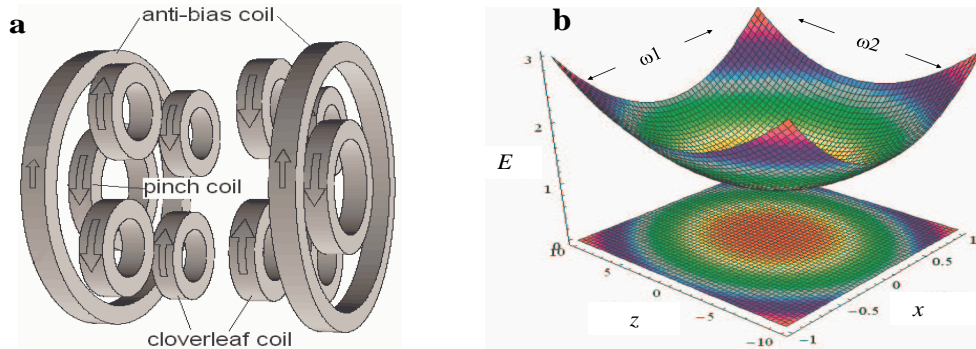 a
anti-bias coil
pinch coil
cloverleaf coil
b
ω1
ω2
3
2
1
0
E
10
5
0
−5
−10
z
−1
−0.5
0
0.5
1
x